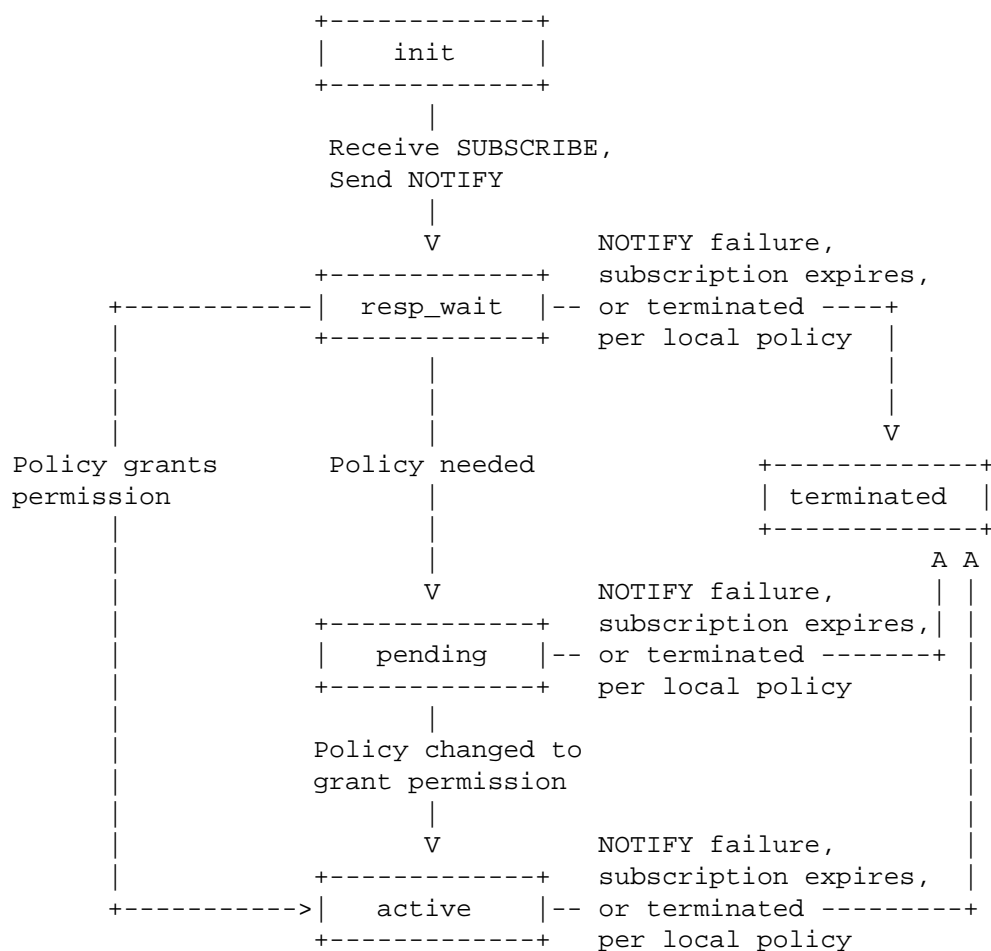 init
Receive SUBSCRIBE,
Send NOTIFY
V NOTIFY failure,
subscription expires,
resp_wait -- or terminated ----+
per local policy
V
Policy grants Policy needed
permission terminated
A A
V NOTIFY failure,
subscription expires,
pending -- or terminated -------+
per local policy
Policy changed to
grant permission
V NOTIFY failure,
subscription expires,
active -- or terminated ---------+
per local policy